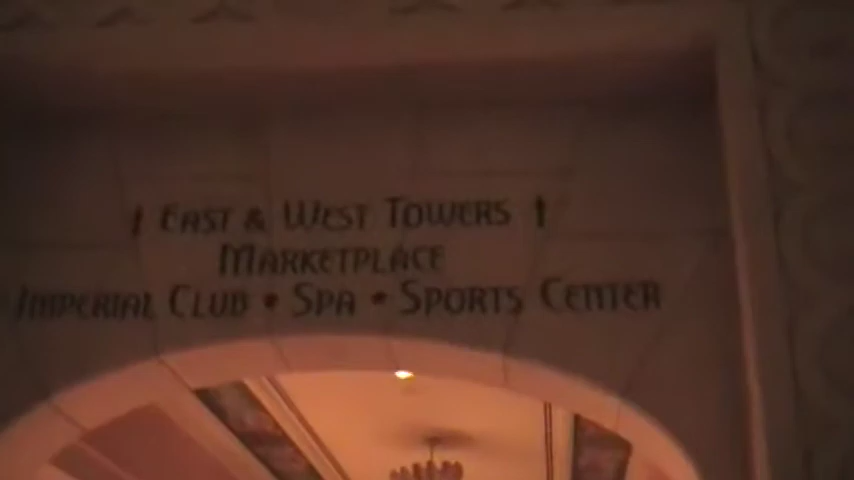 ↑ EAST & WEST TOWERS ↑
MARKETPLACE
IMPERIAL CLUB • SPA • SPORTS CENTER